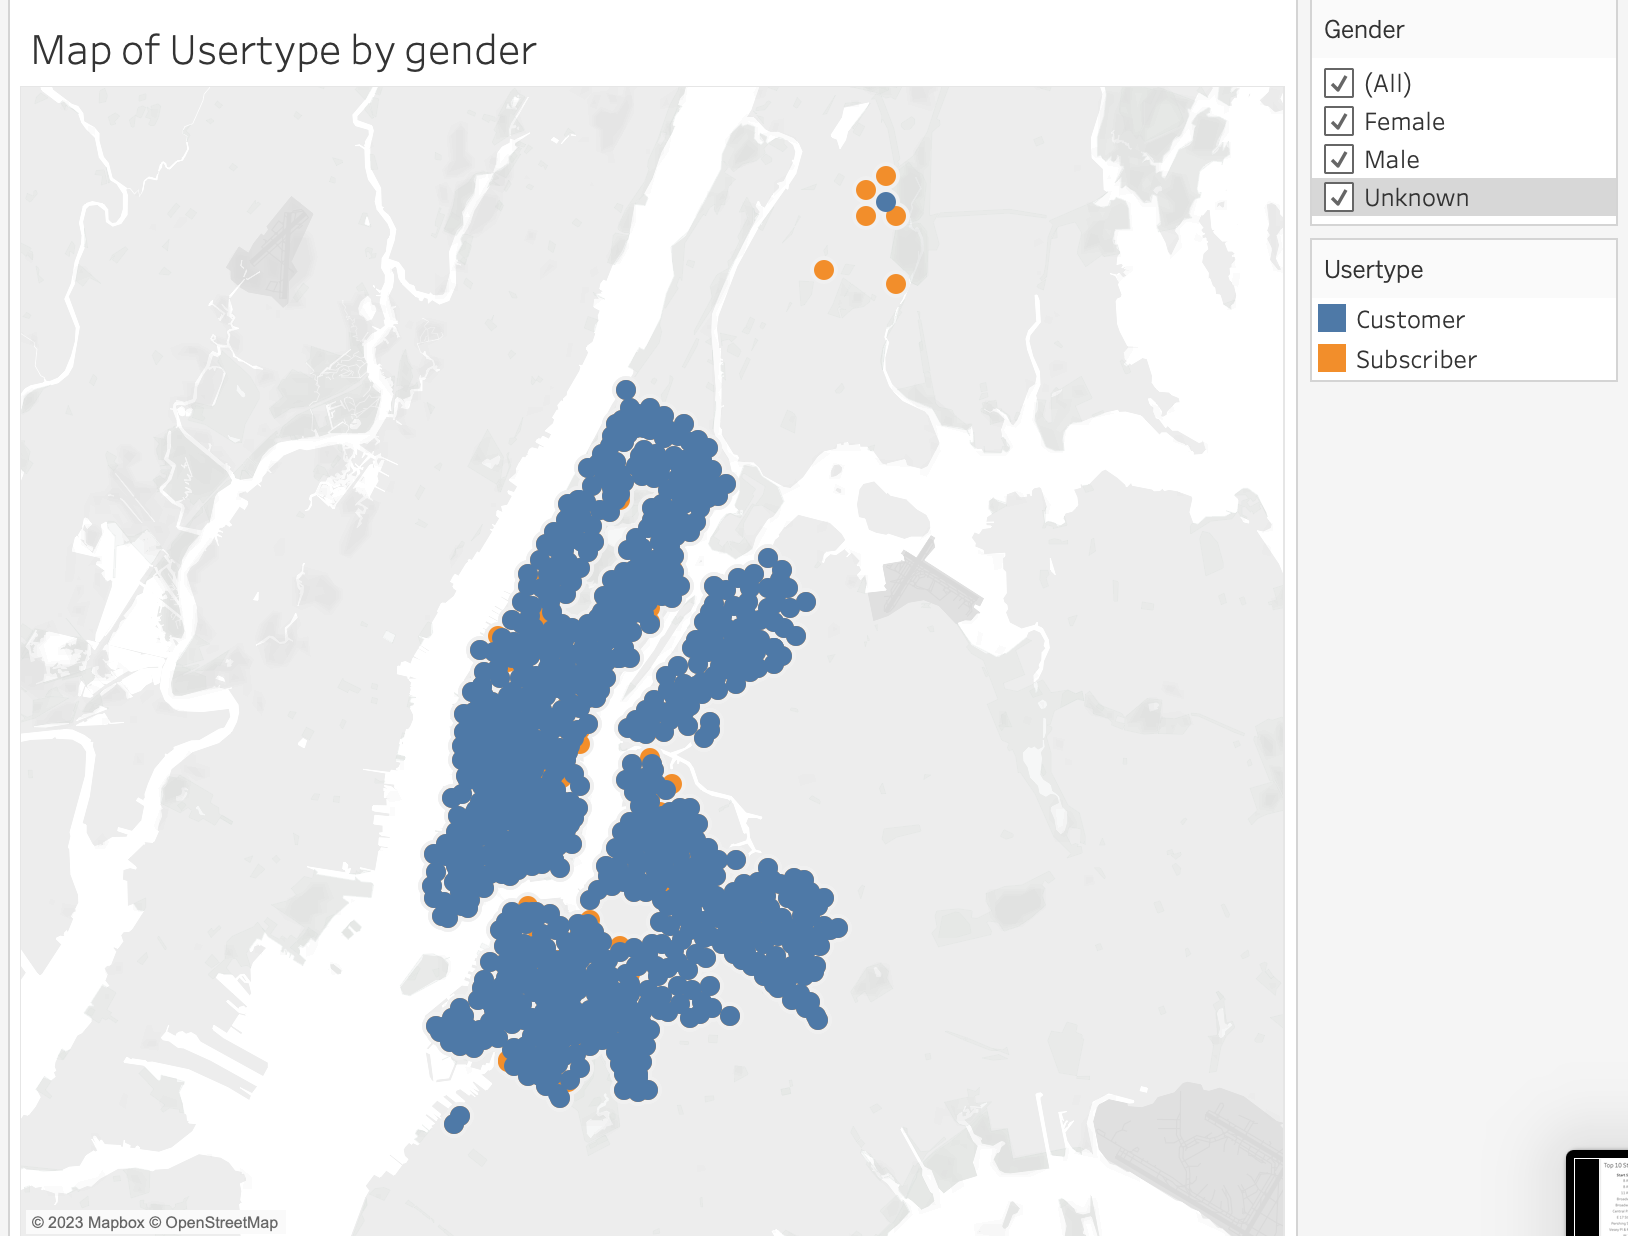 Map of Usertype by gender
Gender
(All)
Female
Male
Unknown
Usertype
Customer
Subscriber
© 2023 Mapbox © OpenStreetMap